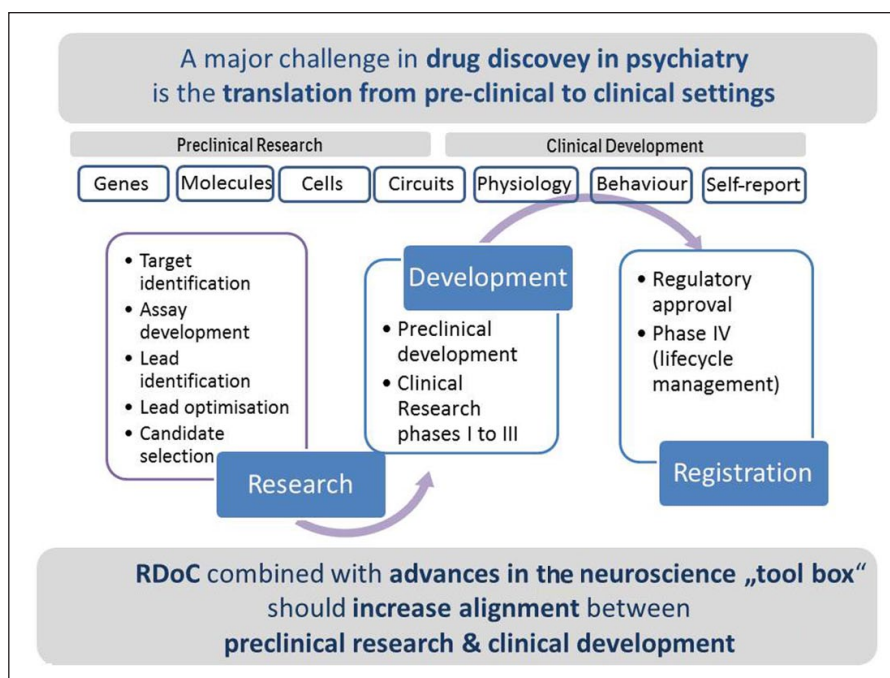 A major challenge in drug discovey in psychiatry
is the translation from pre-clinical to clinical settings
Preclinical Research
Clinical Development
Genes
Molecules
Cells
Circuits
Physiology
Behaviour
Self-report
• Target
identification
• Assay
development
• Lead
identification
• Lead optimisation
• Candidate
selection
Research
Development
• Preclinical
development
• Clinical
Research
phases I to III
• Regulatory
approval
• Phase IV
(lifecycle
management)
Registration
RDoC combined with advances in the neuroscience „tool box“
should increase alignment between
preclinical research & clinical development